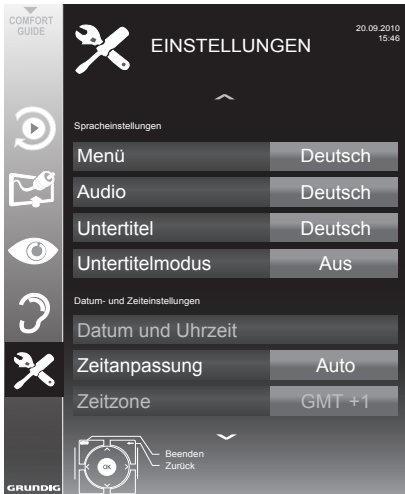 COMFORT
GUIDE
EINSTELLUNGEN
20.09.2010
15:46
Spracheinstellungen
Menü Deutsch
Audio Deutsch
Untertitel Deutsch
Untertitelmodus Aus
Datum- und Zeiteinstellungen
Datum und Uhrzeit
Zeitanpassung Auto
Zeitzone GMT +1
Beenden
Zurück
OK
GRUNDIG